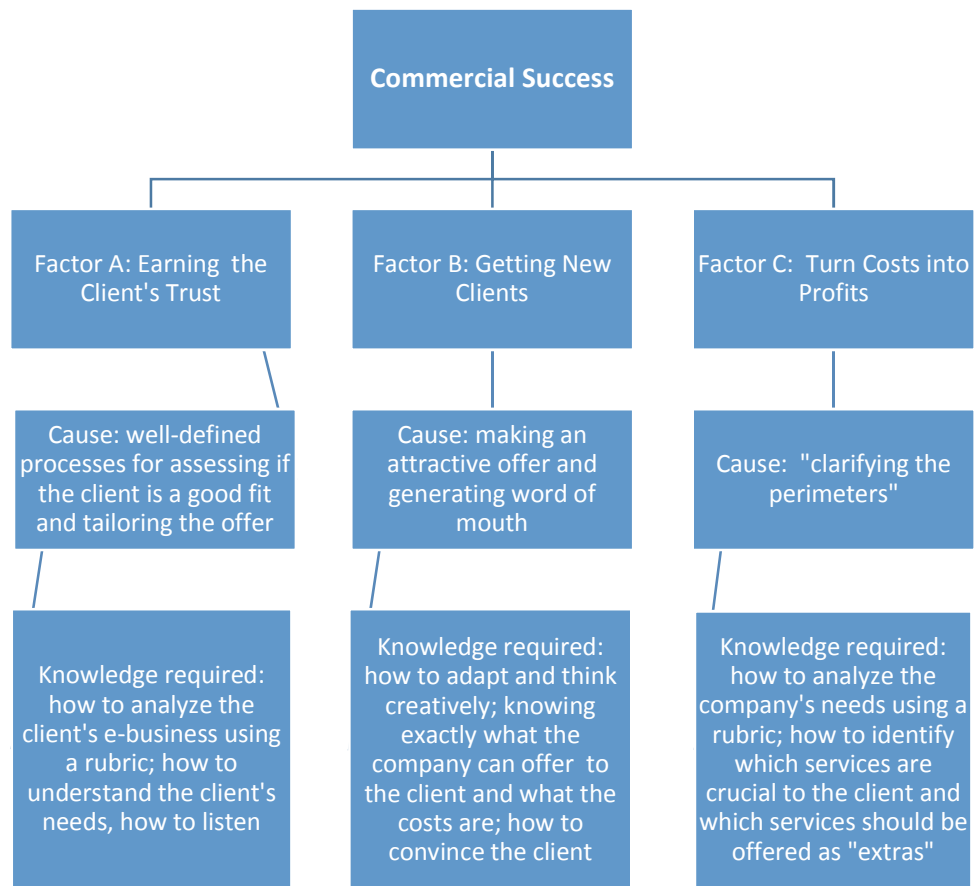 Commercial Success
Factor A: Earning the
Client's Trust
Factor B: Getting New
Clients
Factor C: Turn Costs into
Profits
Cause: well-defined
processes for assessing if
the client is a good fit
and tailoring the offer
Cause: making an
attractive offer and
generating word of
mouth
Cause: "clarifying the
perimeters"
Knowledge required:
how to analyze the
client's e-business using
a rubric; how to
understand the client's
needs, how to listen
Knowledge required:
how to adapt and think
creatively; knowing
exactly what the
company can offer to
the client and what the
costs are; how to
convince the client
Knowledge required:
how to analyze the
company's needs using a
rubric; how to identify
which services are
crucial to the client and
which services should be
offered as "extras"